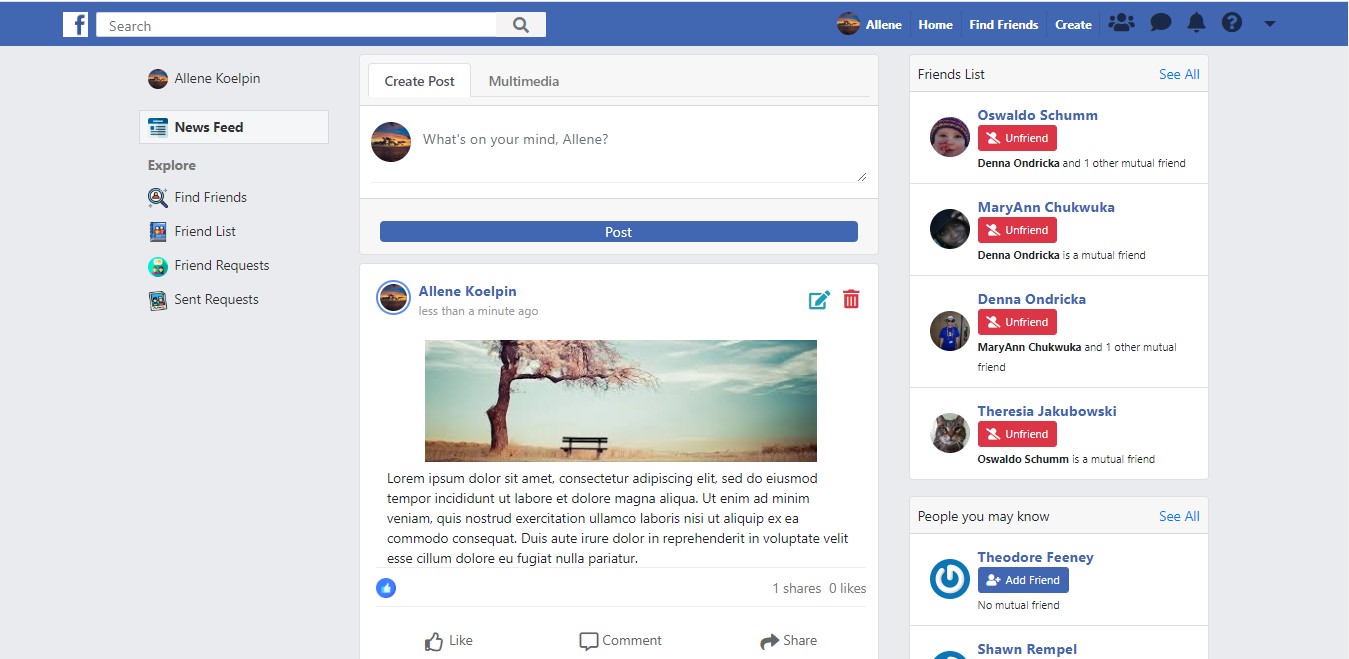 f
Search
Allene
Home
Find Friends
Create
Allene Koelpin
News Feed
Explore
Find Friends
Friend List
Friend Requests
Sent Requests
Create Post
Multimedia
What's on your mind, Allene?
Post
Allene Koelpin
less than a minute ago
Lorem ipsum dolor sit amet, consectetur adipiscing elit, sed do eiusmod
tempor incididunt ut labore et dolore magna aliqua. Ut enim ad minim
veniam, quis nostrud exercitation ullamco laboris nisi ut aliquip ex ea
commodo consequat. Duis aute irure dolor in reprehenderit in voluptate velit
esse cillum dolore eu fugiat nulla pariatur.
1 shares 0 likes
Like
Comment
Share
Friends List
See All
Oswaldo Schumm
Unfriend
Denna Ondricka and 1 other mutual friend
MaryAnn Chukwuka
Unfriend
Denna Ondricka is a mutual friend
Denna Ondricka
Unfriend
MaryAnn Chukwuka and 1 other mutual
friend
Theresia Jakubowski
Unfriend
Oswaldo Schumm is a mutual friend
People you may know
See All
Theodore Feeney
Add Friend
No mutual friend
Shawn Rempel